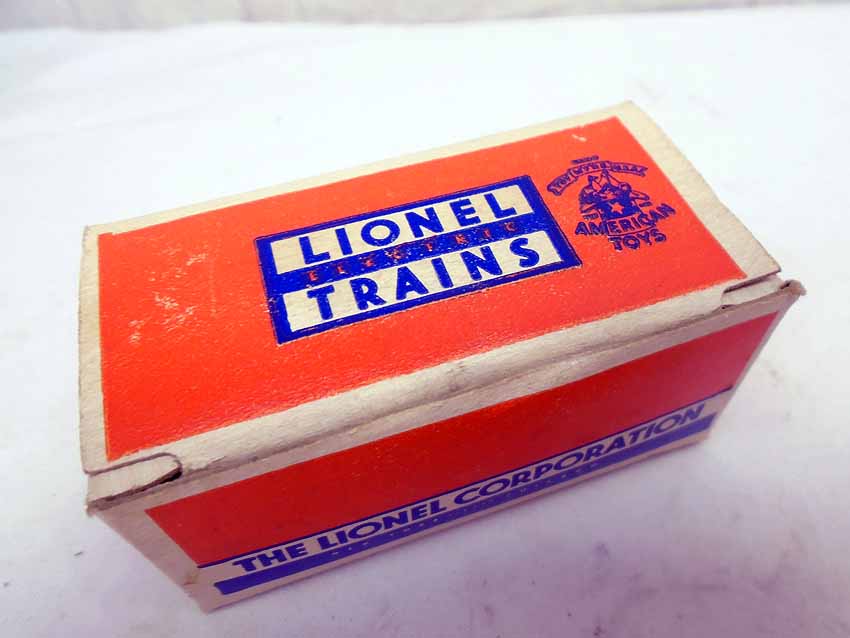 LIONEL
ELECTRIC
TRAINS
AMERICAN
TOYS
THE LIONEL CORPORATION